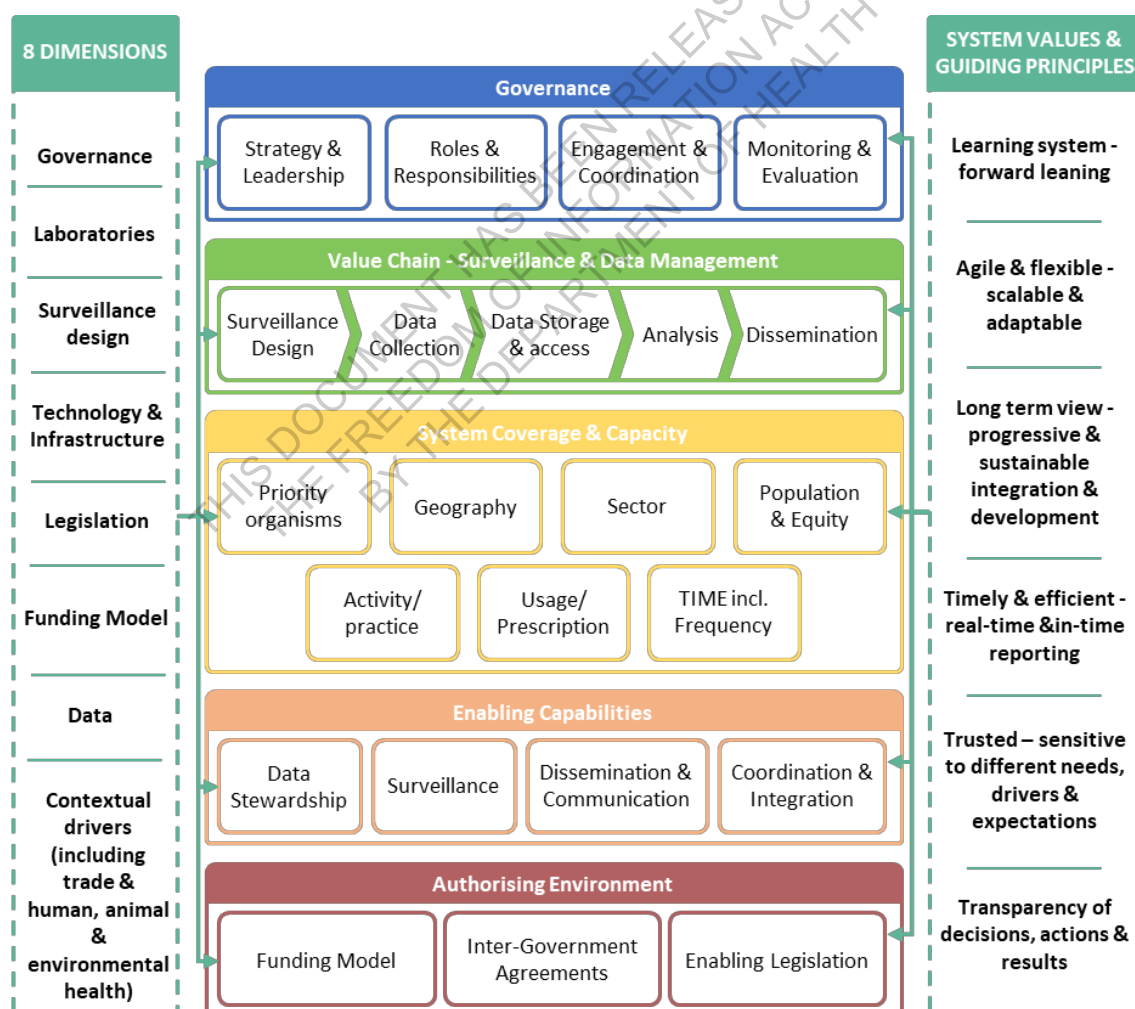 8 DIMENSIONS
Governance
Laboratories
Surveillance
design
Technology &
Infrastructure
Legislation
Funding Model
Data
Contextual
drivers
(including
trade &
human, animal
&
environmental
health)
Governance
Strategy &
Leadership
Roles &
Responsibilities
Engagement &
Coordination
Monitoring &
Evaluation
Value Chain - Surveillance & Data Management
Surveillance
Design
Data
Collection
Data Storage
& access
Analysis
Dissemination
System Coverage & Capacity
Priority
organisms
Geography
Sector
Population
& Equity
Activity/
practice
Usage/
Prescription
TIME incl.
Frequency
Enabling Capabilities
Data
Stewardship
Surveillance
Dissemination &
Communication
Coordination &
Integration
Authorising Environment
Funding Model
Inter-Government
Agreements
Enabling Legislation
SYSTEM VALUES &
GUIDING PRINCIPLES
Learning system -
forward leaning
Agile & flexible -
scalable &
adaptable
Long term view -
progressive &
sustainable
integration &
development
Timely & efficient -
real-time &in-time
reporting
Trusted – sensitive
to different needs,
drivers &
expectations
Transparency of
decisions, actions &
results
THIS DOCUMENT HAS BEEN
THE FREEDOM OF INFORMATION
BY THE DEPARTMENT OF HEALTH